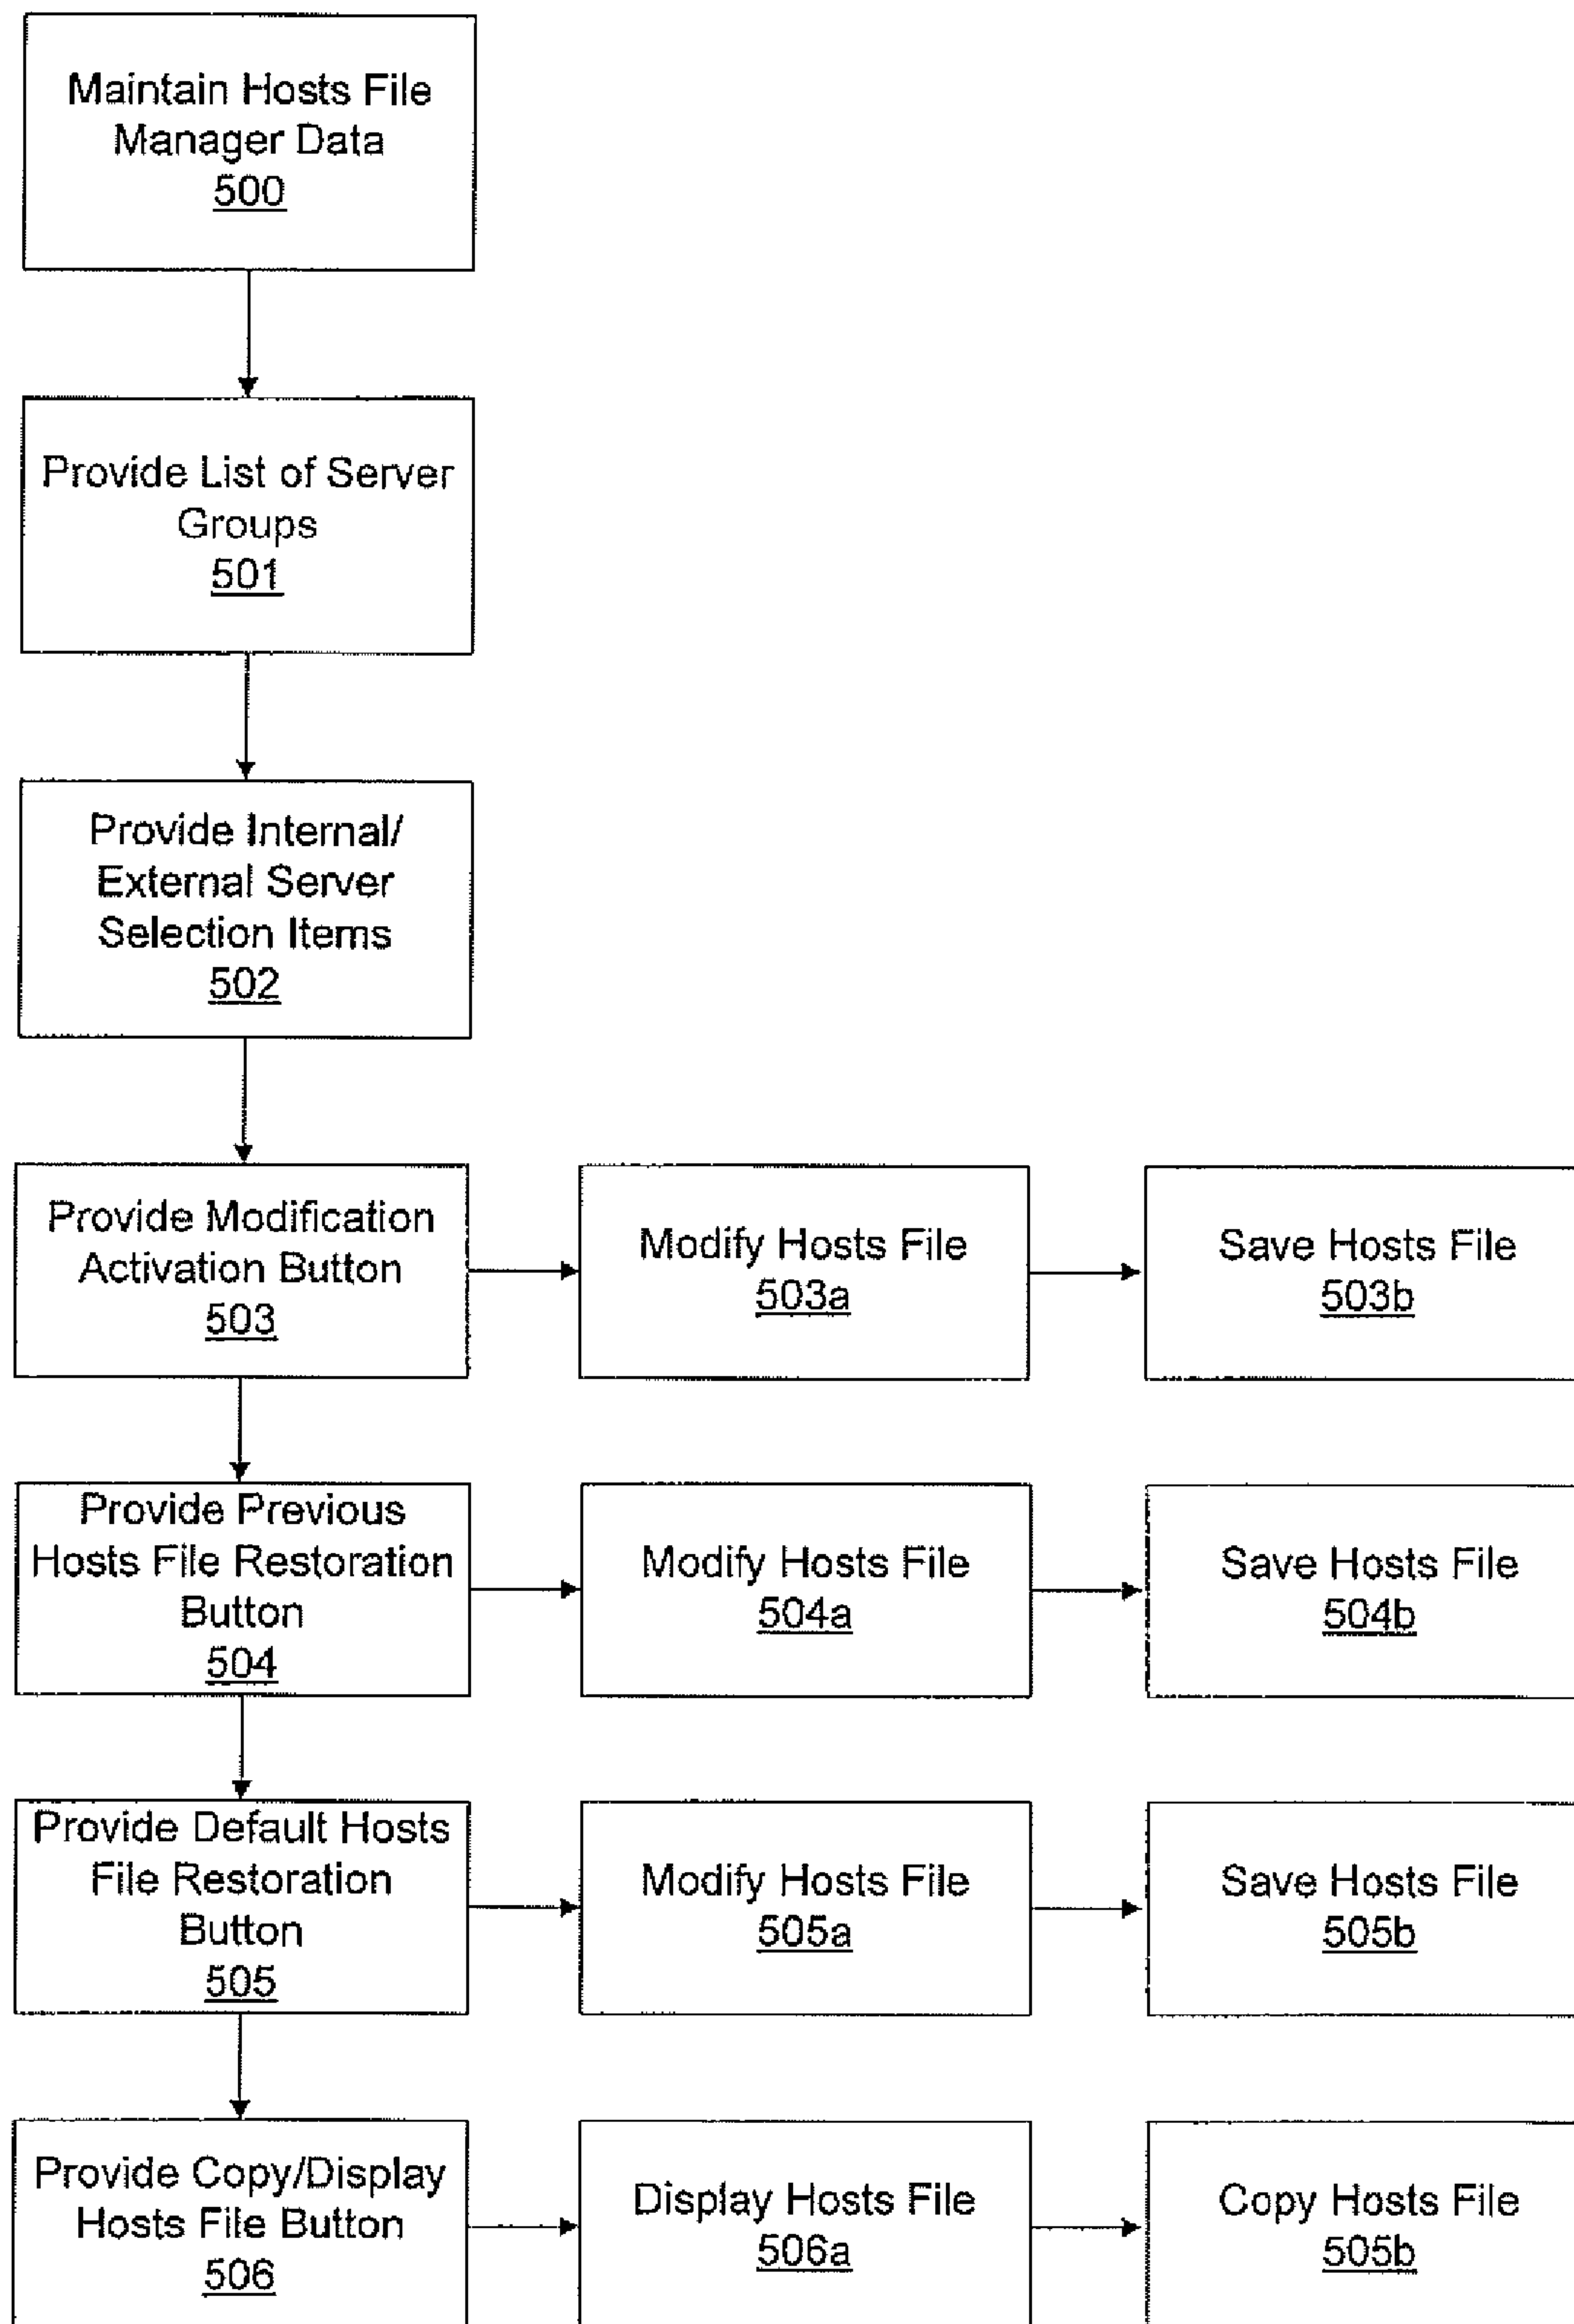 Maintain Hosts File
Manager Data
500
Provide List of Server
Groups
501
Provide Internal/
External Server
Selection Items
502
Provide Modification
Activation Button
503
Modify Hosts File
503a
Save Hosts File
503b
Provide Previous
Hosts File Restoration
Button
504
Modify Hosts File
504a
Save Hosts File
504b
Provide Default Hosts
File Restoration
Button
505
Modify Hosts File
505a
Save Hosts File
505b
Provide Copy/Display
Hosts File Button
506
Display Hosts File
506a
Copy Hosts File
505b